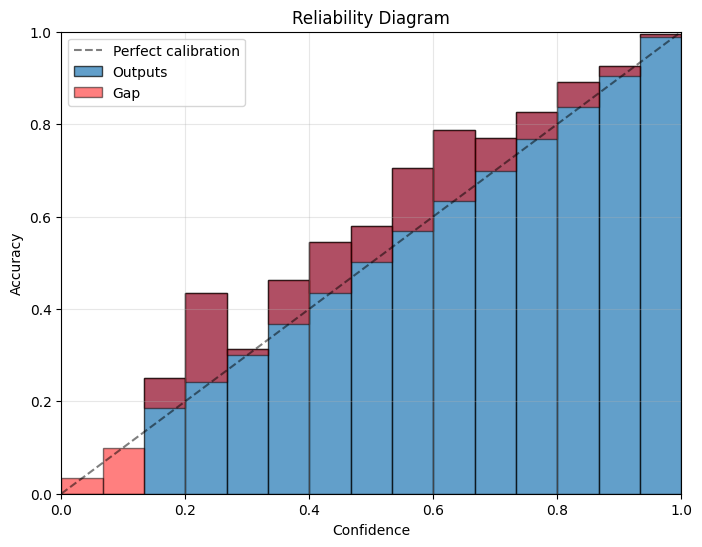 Reliability Diagram
Perfect calibration
Outputs
Gap
Accuracy
1.0
0.8
0.6
0.4
0.2
0.0
0.0 0.2 0.4 0.6 0.8 1.0
Confidence